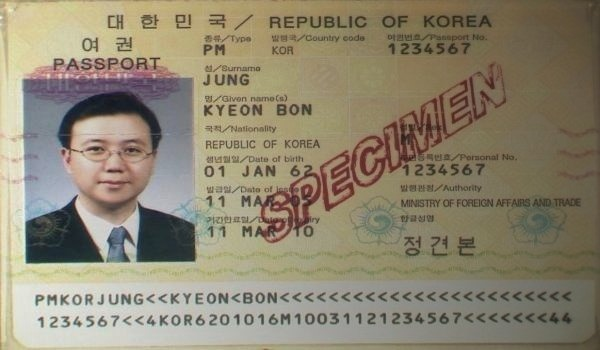 대한민국/ REPUBLIC OF KOREA
여권 종류/Type 발행국/Country code 여권번호/Passport No.
PASSPORT PM KOR 1234567
성/Surname
JUNG
명/Given name(s)
KYEON BON
국적/Nationality
REPUBLIC OF KOREA M
생년월일/Date of birth 주민등록번호/Personal No.
01 JAN 62 1234567
발급일/Date of issue 발행관청/Authority
11 MAR MINISTRY OF FOREIGN AFFAIRS AND TRADE
기간만료일/Date of expiry 한글성명
11 MAR 10 정견본
SPECIMEN
PMKORJUNG<<KYEON<BON<<<<<<<<<<<<<<<<<<<<<<<<
1234567<<4KOR6201016M10031121234567<<<<<<<44